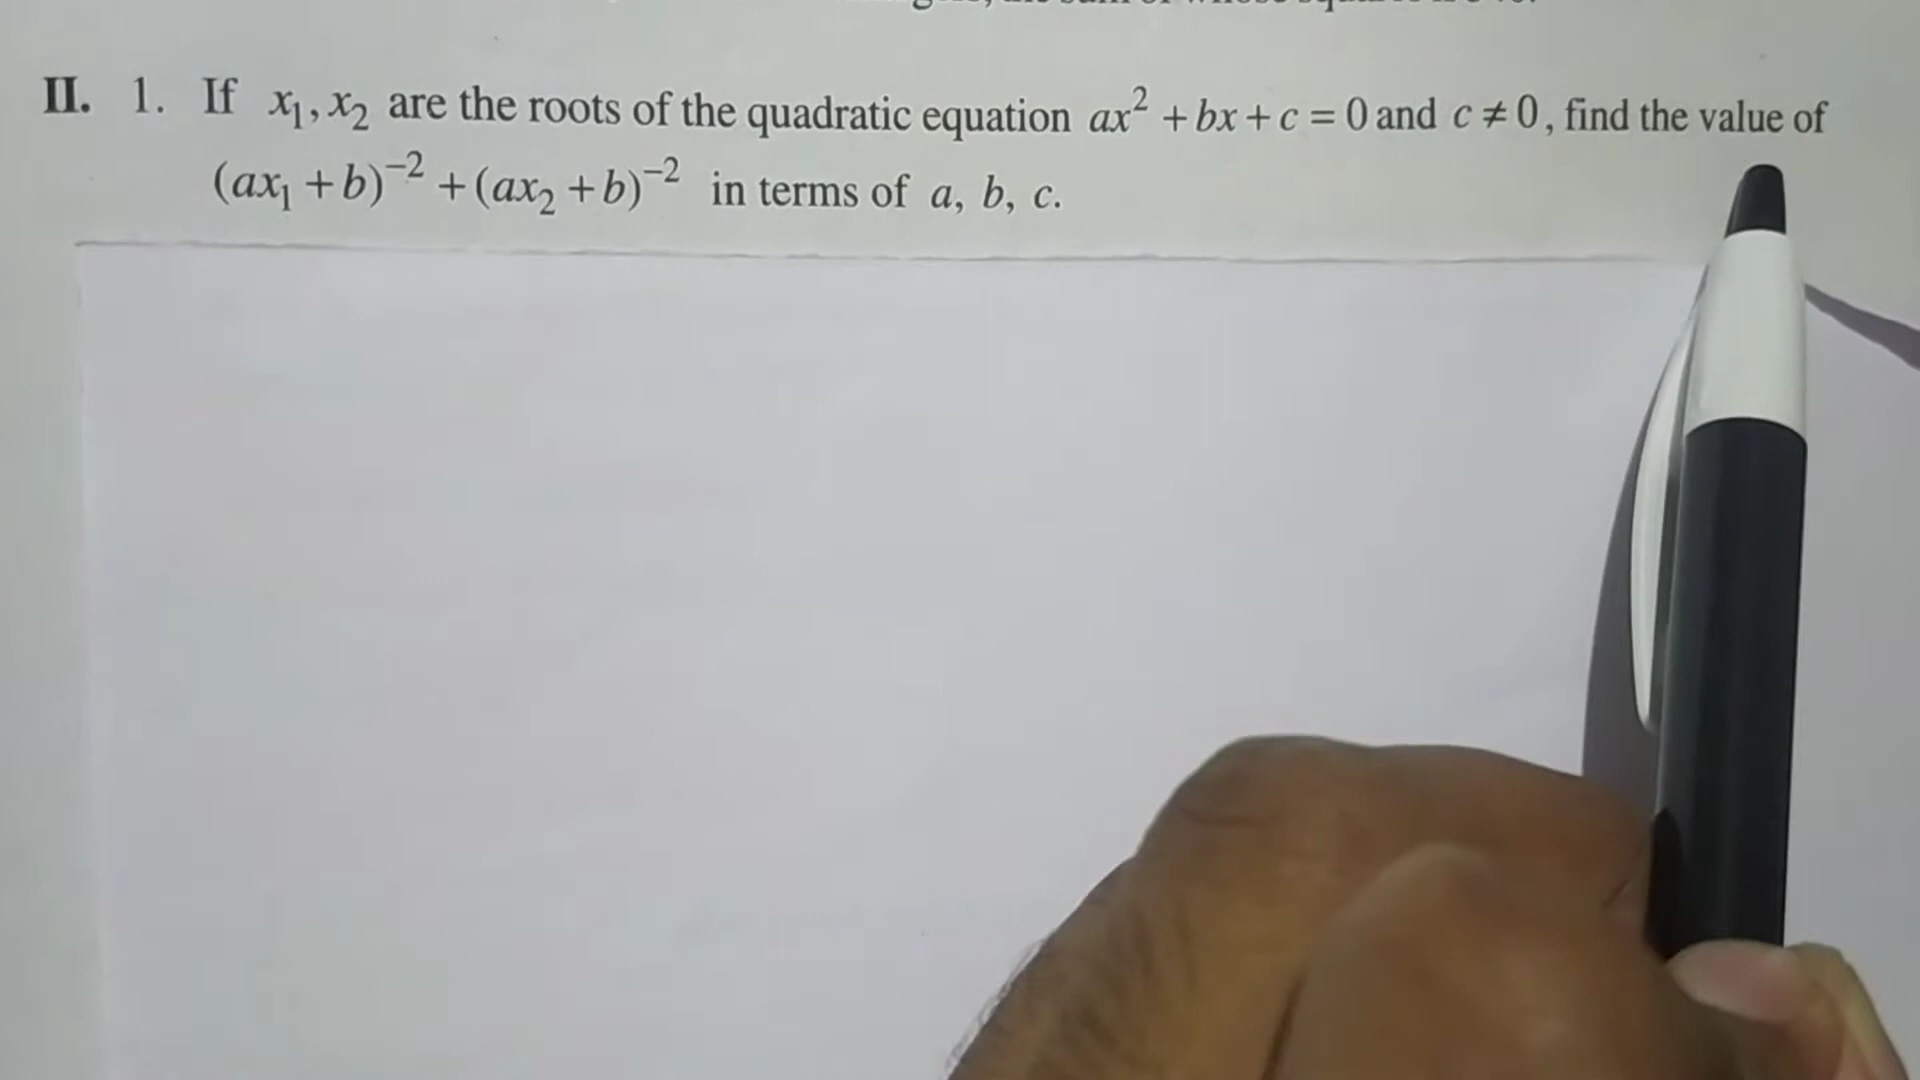 II. 1. If x₁, x₂ are the roots of the quadratic equation ax² + bx + c = 0 and c ≠ 0, find the value of
(ax₁ + b)⁻² + (ax₂ + b)⁻² in terms of a, b, c.